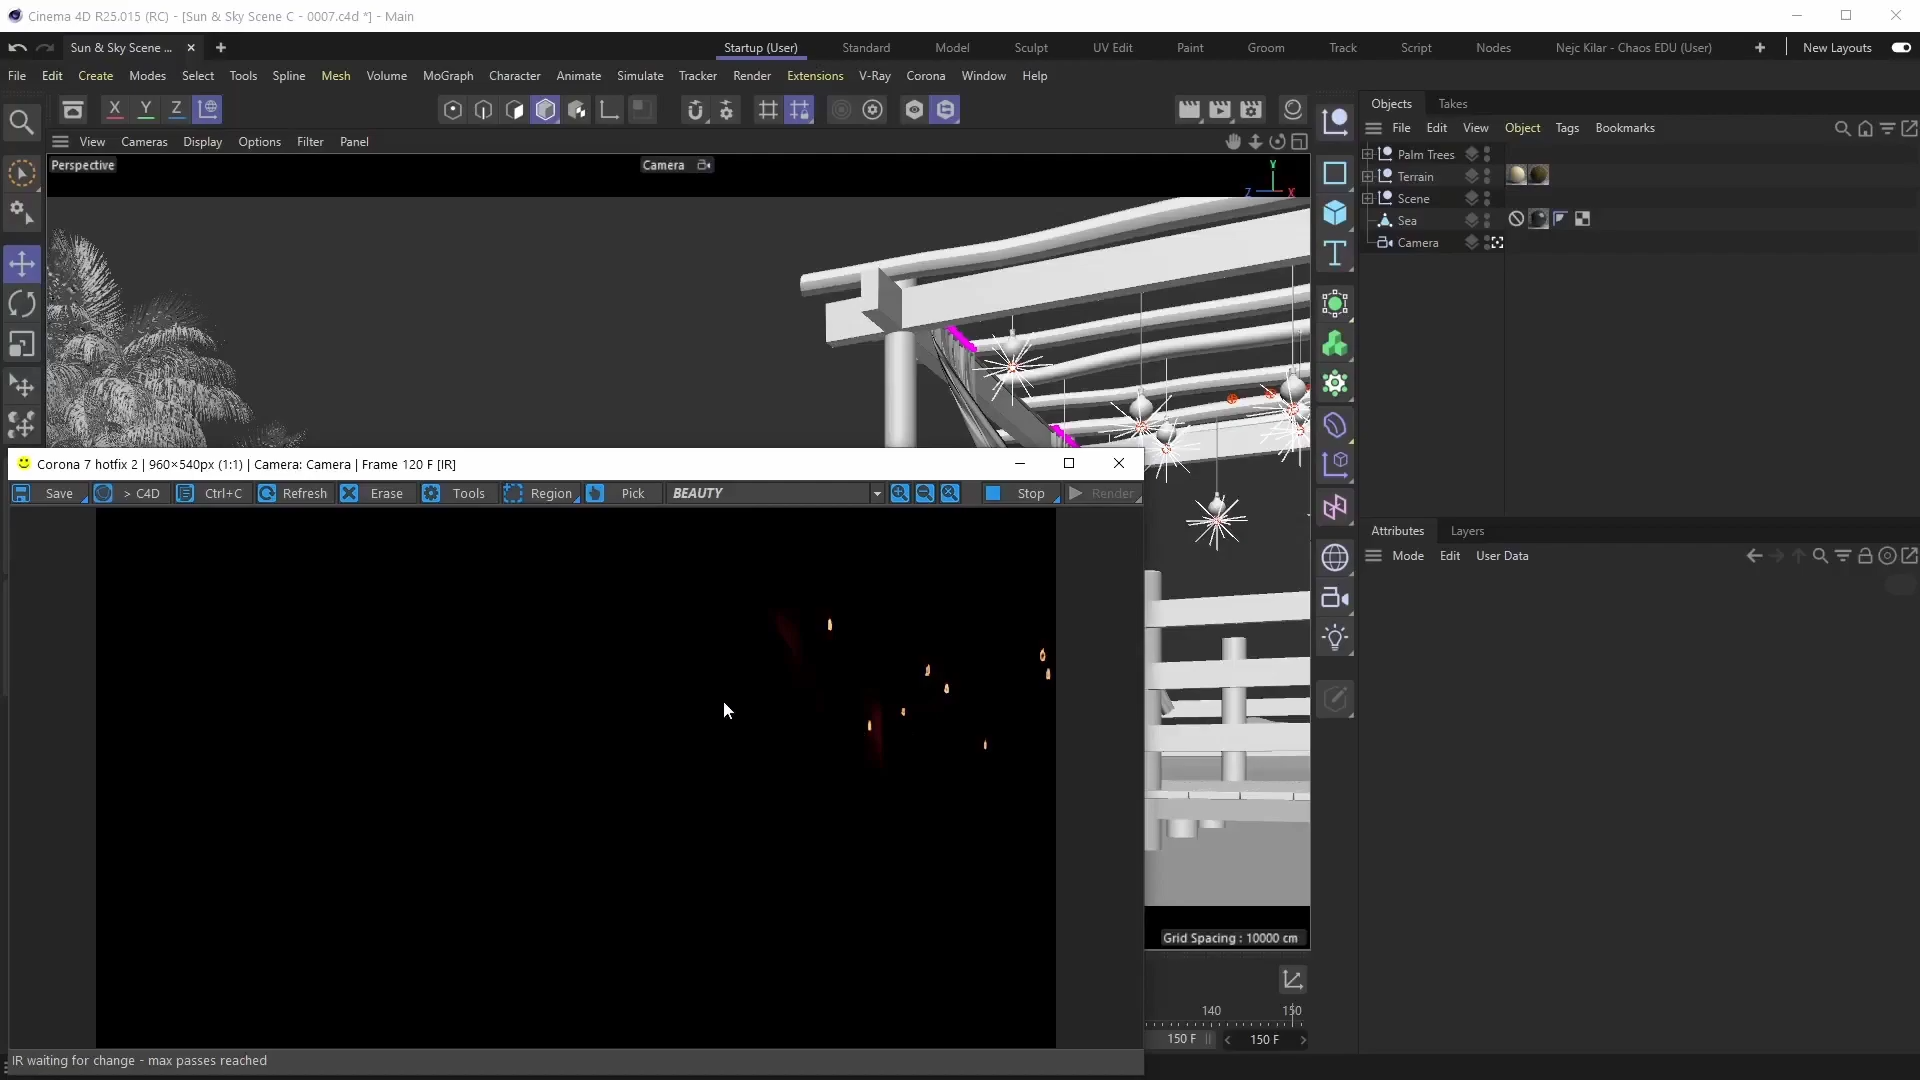 Cinema 4D R25.015 (RC) - [Sun & Sky Scene C - 0007.c4d *] - Main
Sun & Sky Scene ... × + Startup (User) Standard Model Sculpt UV Edit Paint Groom Track Script Nodes Nejc Kilar - Chaos EDU (User) + New Layouts
File Edit Create Modes Select Tools Spline Mesh Volume MoGraph Character Animate Simulate Tracker Render Extensions V-Ray Corona Window Help
X Y Z
Objects Takes
File Edit View Object Tags Bookmarks
View Cameras Display Options Filter Panel
Perspective
Camera
Y
Z X
Palm Trees
Terrain
Scene
Sea
Camera
Corona 7 hotfix 2 | 960×540px (1:1) | Camera: Camera | Frame 120 F [IR]
Save > C4D Ctrl+C Refresh Erase Tools Region Pick BEAUTY Stop Render
Attributes Layers
Mode Edit User Data
Grid Spacing : 10000 cm
140 150
150 F 150 F
IR waiting for change - max passes reached